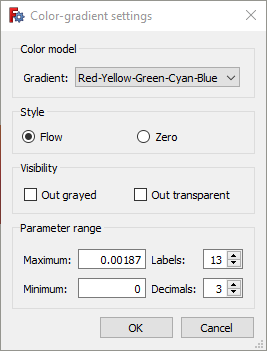 Color-gradient settings
Color model
Gradient: Red-Yellow-Green-Cyan-Blue
Style
Flow Zero
Visibility
Out grayed Out transparent
Parameter range
Maximum: 0.00187 Labels: 13
Minimum: 0 Decimals: 3
OK Cancel